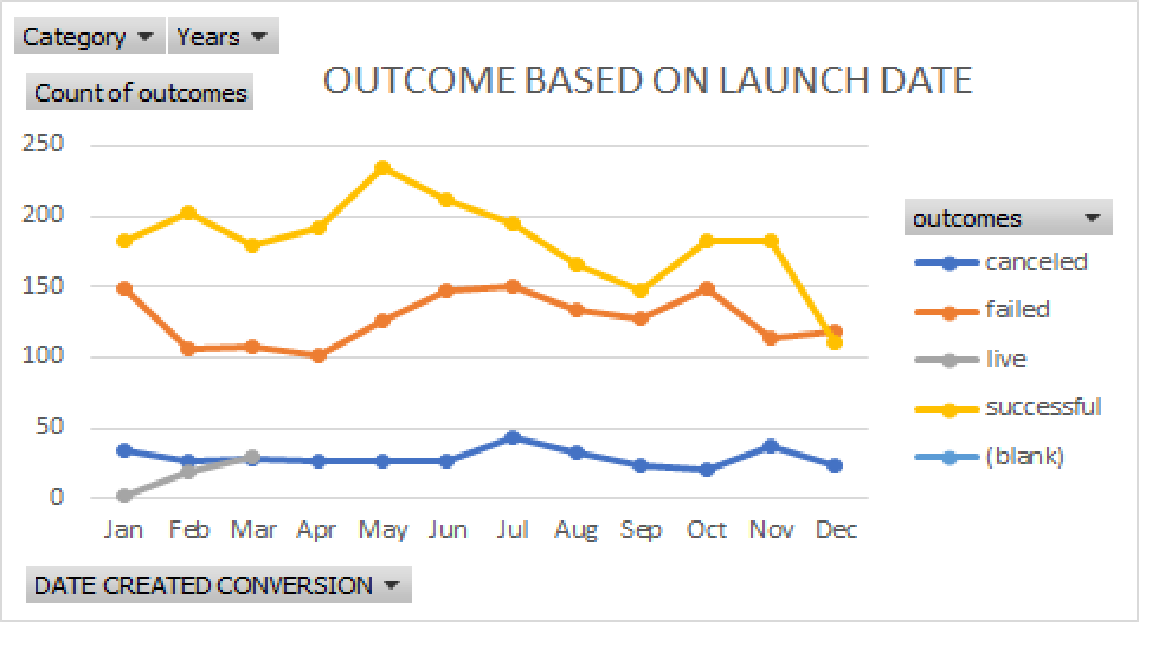 Category Years
OUTCOME BASED ON LAUNCH DATE
Count of outcomes
250
200
150
100
50
0
Jan Feb Mar Apr May Jun Jul Aug Sep Oct Nov Dec
outcomes
canceled
failed
live
successful
(blank)
DATE CREATED CONVERSION